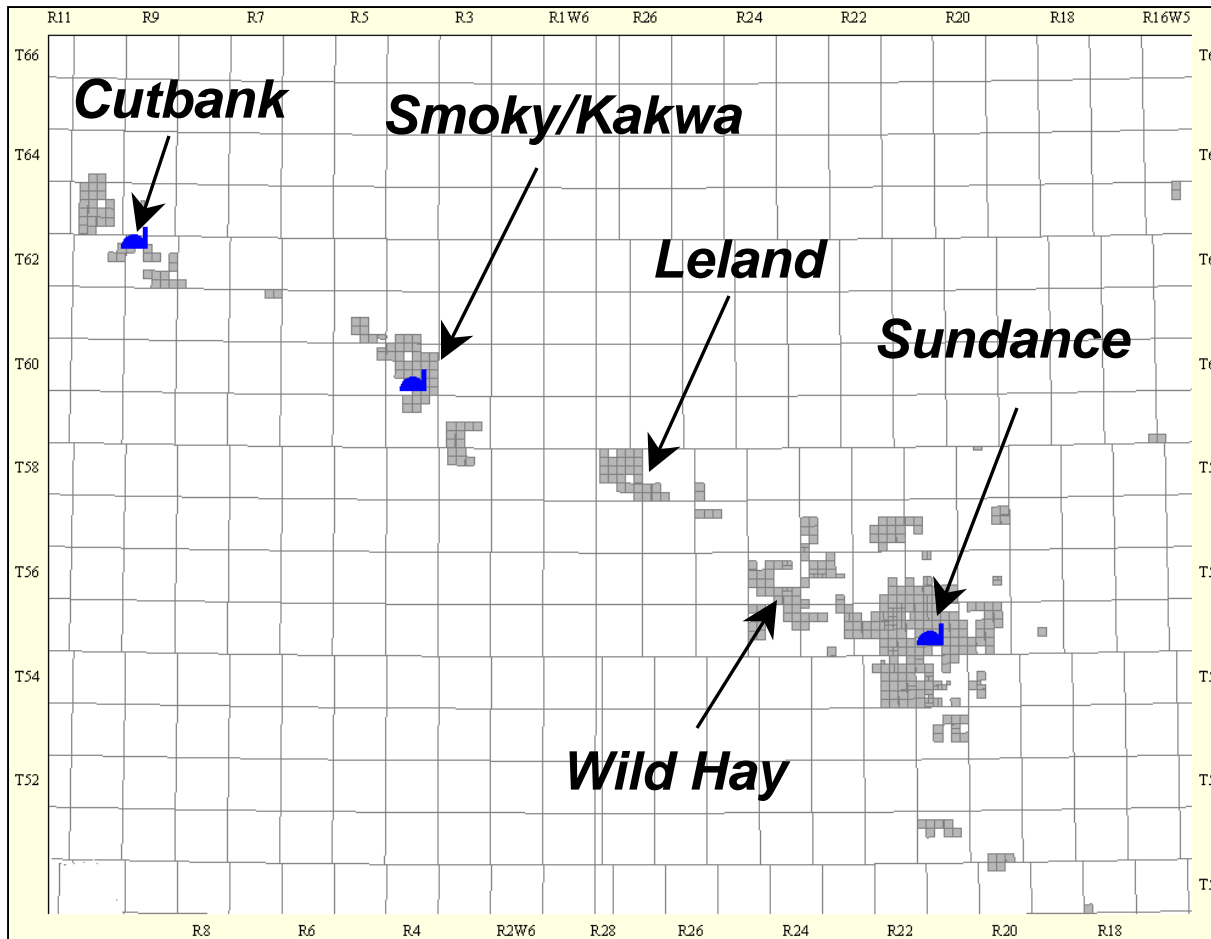 R11 R9 R7 R5 R3 R1W6 R26 R24 R22 R20 R18 R16W5
T66
Cutbank
Smoky/Kakwa
T64
T62
Leland
Sundance
T60
T58
T56
T54
Wild Hay
T52
R8 R6 R4 R2W6 R28 R26 R24 R22 R20 R18